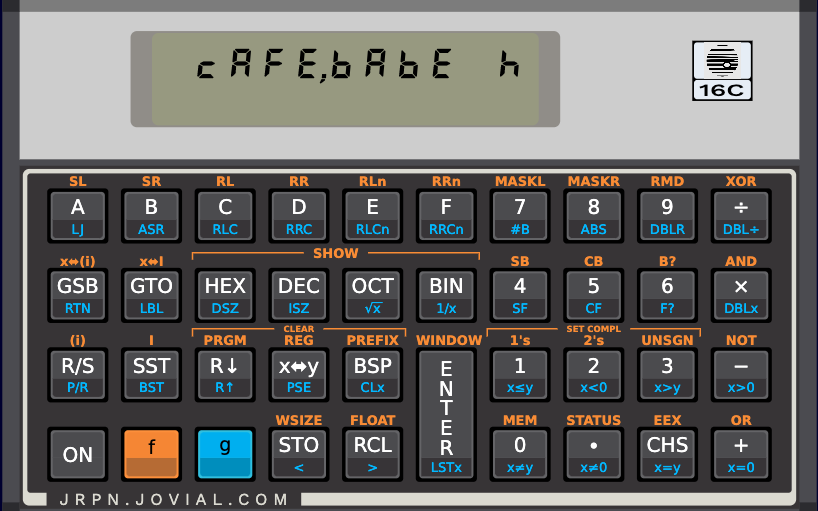 cAFE,bAbE h
16C
SL SR RL RR RLn RRn MASKL MASKR RMD XOR
A B C D E F 7 8 9 ÷
LJ ASR RLC RRC RLCn RRCn #B ABS DBLR DBL÷
x⬌(i) x⬌I SHOW SB CB B? AND
GSB GTO HEX DEC OCT BIN 4 5 6 ×
RTN LBL DSZ ISZ √x 1/x SF CF F? DBLx
CLEAR SET COMPL
(i) I PRGM REG PREFIX WINDOW 1's 2's UNSGN NOT
R/S SST R↓ x⬌y BSP ENTER 1 2 3 −
P/R BST R↑ PSE CLx x≤y x<0 x>y x>0
WSIZE FLOAT MEM STATUS EEX OR
ON f g STO RCL 0 • CHS +
< > LSTx x≠y x≠0 x=y x=0
JRPN.JOVIAL.COM